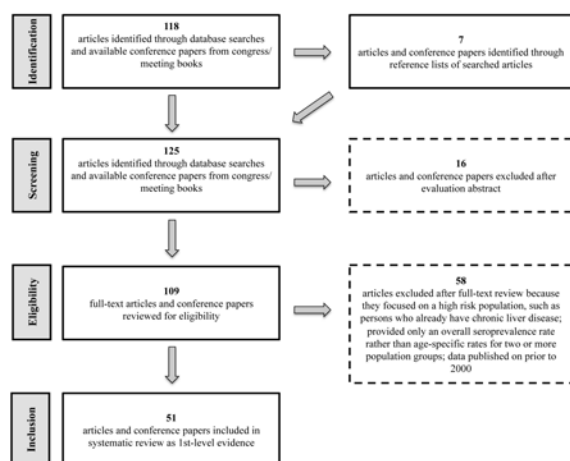 Identification
118
articles identified through database searches
and available conference papers from congress/
meeting books
7
articles and conference papers identified through
reference lists of searched articles
Screening
125
articles identified through database searches
and available conference papers from congress/
meeting books
16
articles and conference papers excluded after
evaluation abstract
Eligibility
109
full-text articles and conference papers
reviewed for eligibility
58
articles excluded after full-text review because
they focused on a high risk population, such as
persons who already have chronic liver disease;
provided only an overall seroprevalence rate
rather than age-specific rates for two or more
population groups; data published on prior to
2000
Inclusion
51
articles and conference papers included in
systematic review as 1st-level evidence